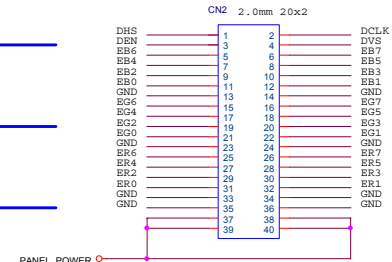 CN2 2.0mm 20x2
DHS 1 2 DCLK
DEN 3 4 DVS
EB6 5 6 EB7
EB4 7 8 EB5
EB2 9 10 EB3
EB0 11 12 EB1
GND 13 14 GND
EG6 15 16 EG7
EG4 17 18 EG5
EG2 19 20 EG3
EG0 21 22 EG1
GND 23 24 GND
ER6 25 26 ER7
ER4 27 28 ER5
ER2 29 30 ER3
ER0 31 32 ER1
GND 33 34 GND
GND 35 36 GND
37 38
39 40
PANEL POWER